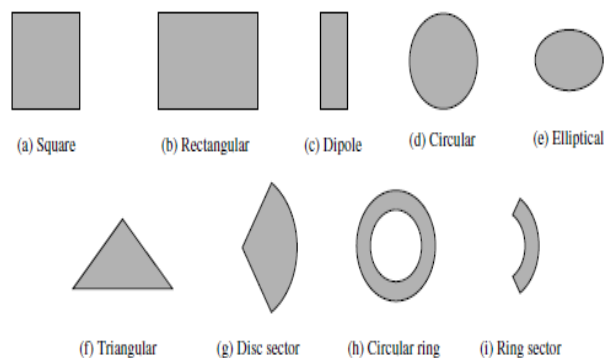 (a) Square (b) Rectangular (c) Dipole (d) Circular (e) Elliptical
(f) Triangular (g) Disc sector (h) Circular ring (i) Ring sector